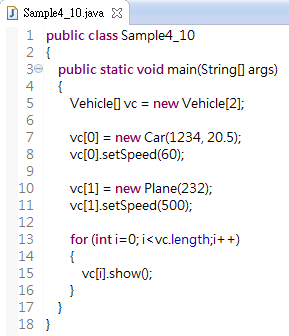 Sample4_10.java
1 public class Sample4_10
2 {
3 public static void main(String[] args)
4 {
5 Vehicle[] vc = new Vehicle[2];
6
7 vc[0] = new Car(1234, 20.5);
8 vc[0].setSpeed(60);
9
10 vc[1] = new Plane(232);
11 vc[1].setSpeed(500);
12
13 for (int i=0; i<vc.length;i++)
14 {
15 vc[i].show();
16 }
17 }
18 }